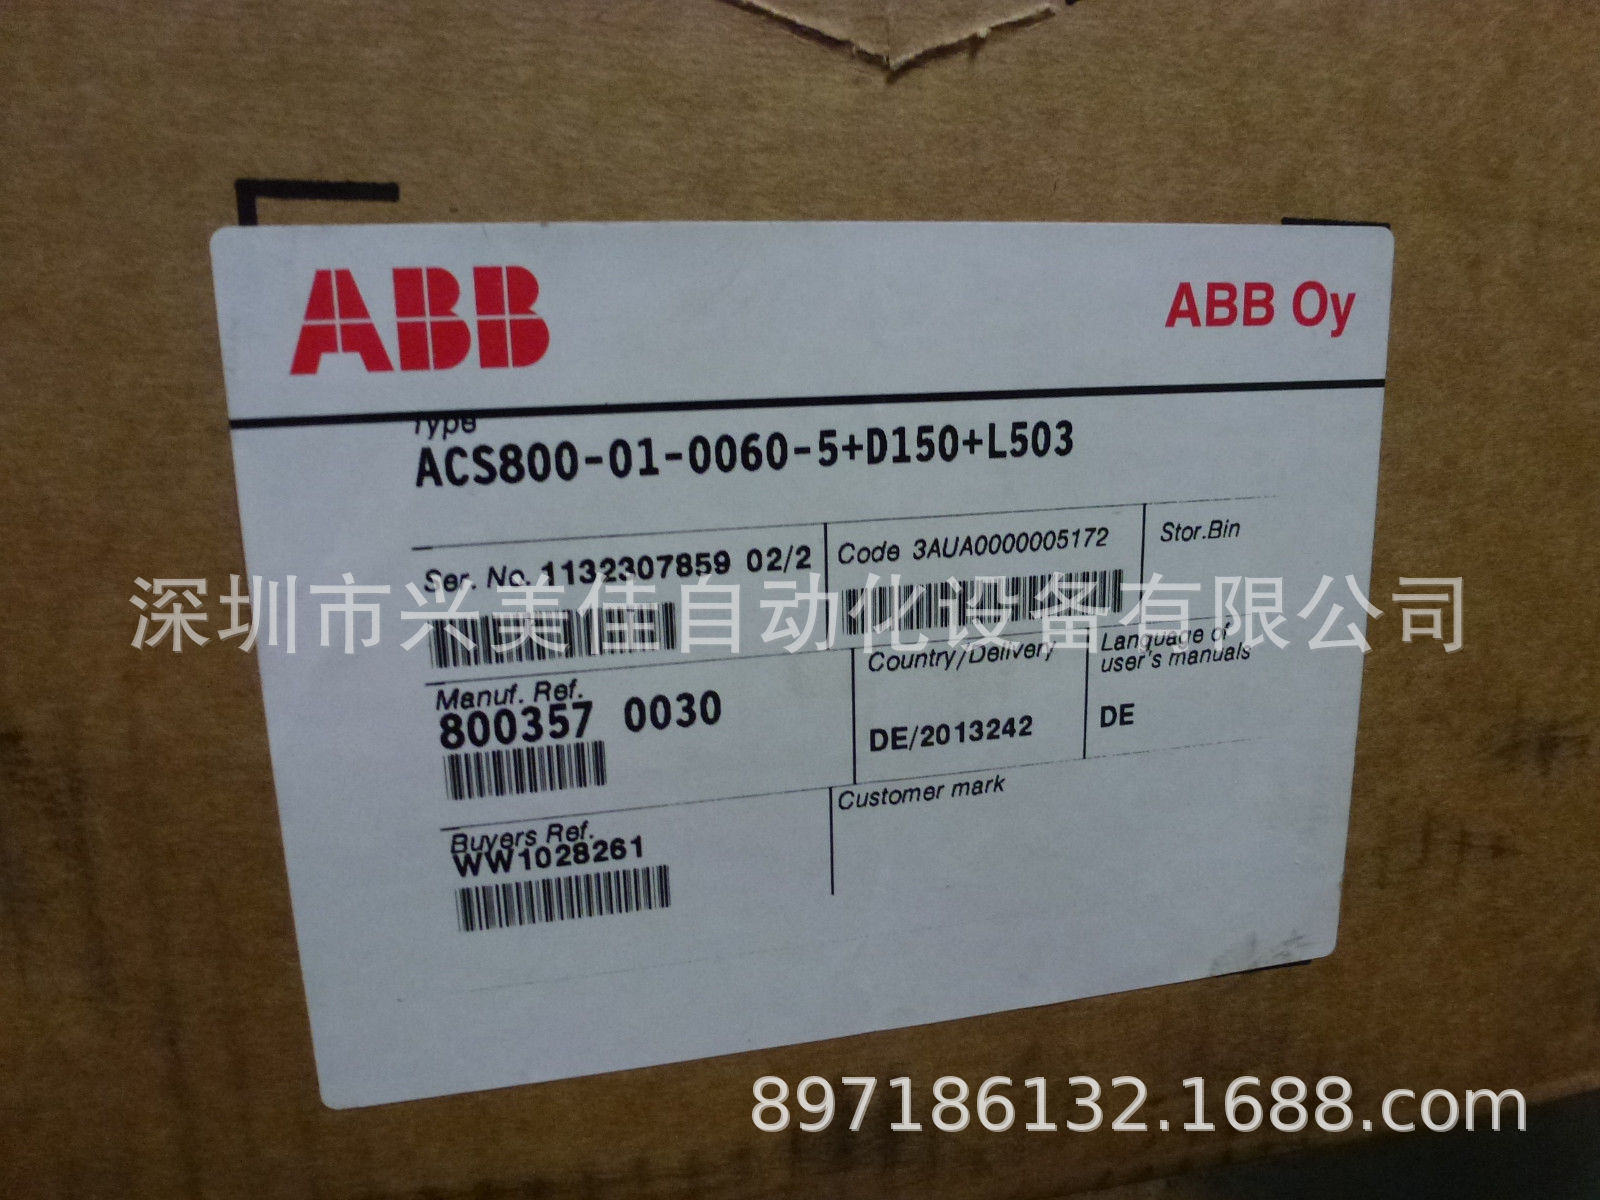 ABB
ABB Oy
Type
ACS800-01-0060-5+D150+L503
Ser. No. 1132307859 02/2
Code 3AUA0000005172
Stor.Bin
深圳市兴美佳自动化设备有限公司
Manuf. Ref.
800357 0030
Country/Delivery
DE/2013242
Language of
user's manuals
DE
Buyers Ref.
WW1028261
Customer mark
897186132.1688.com